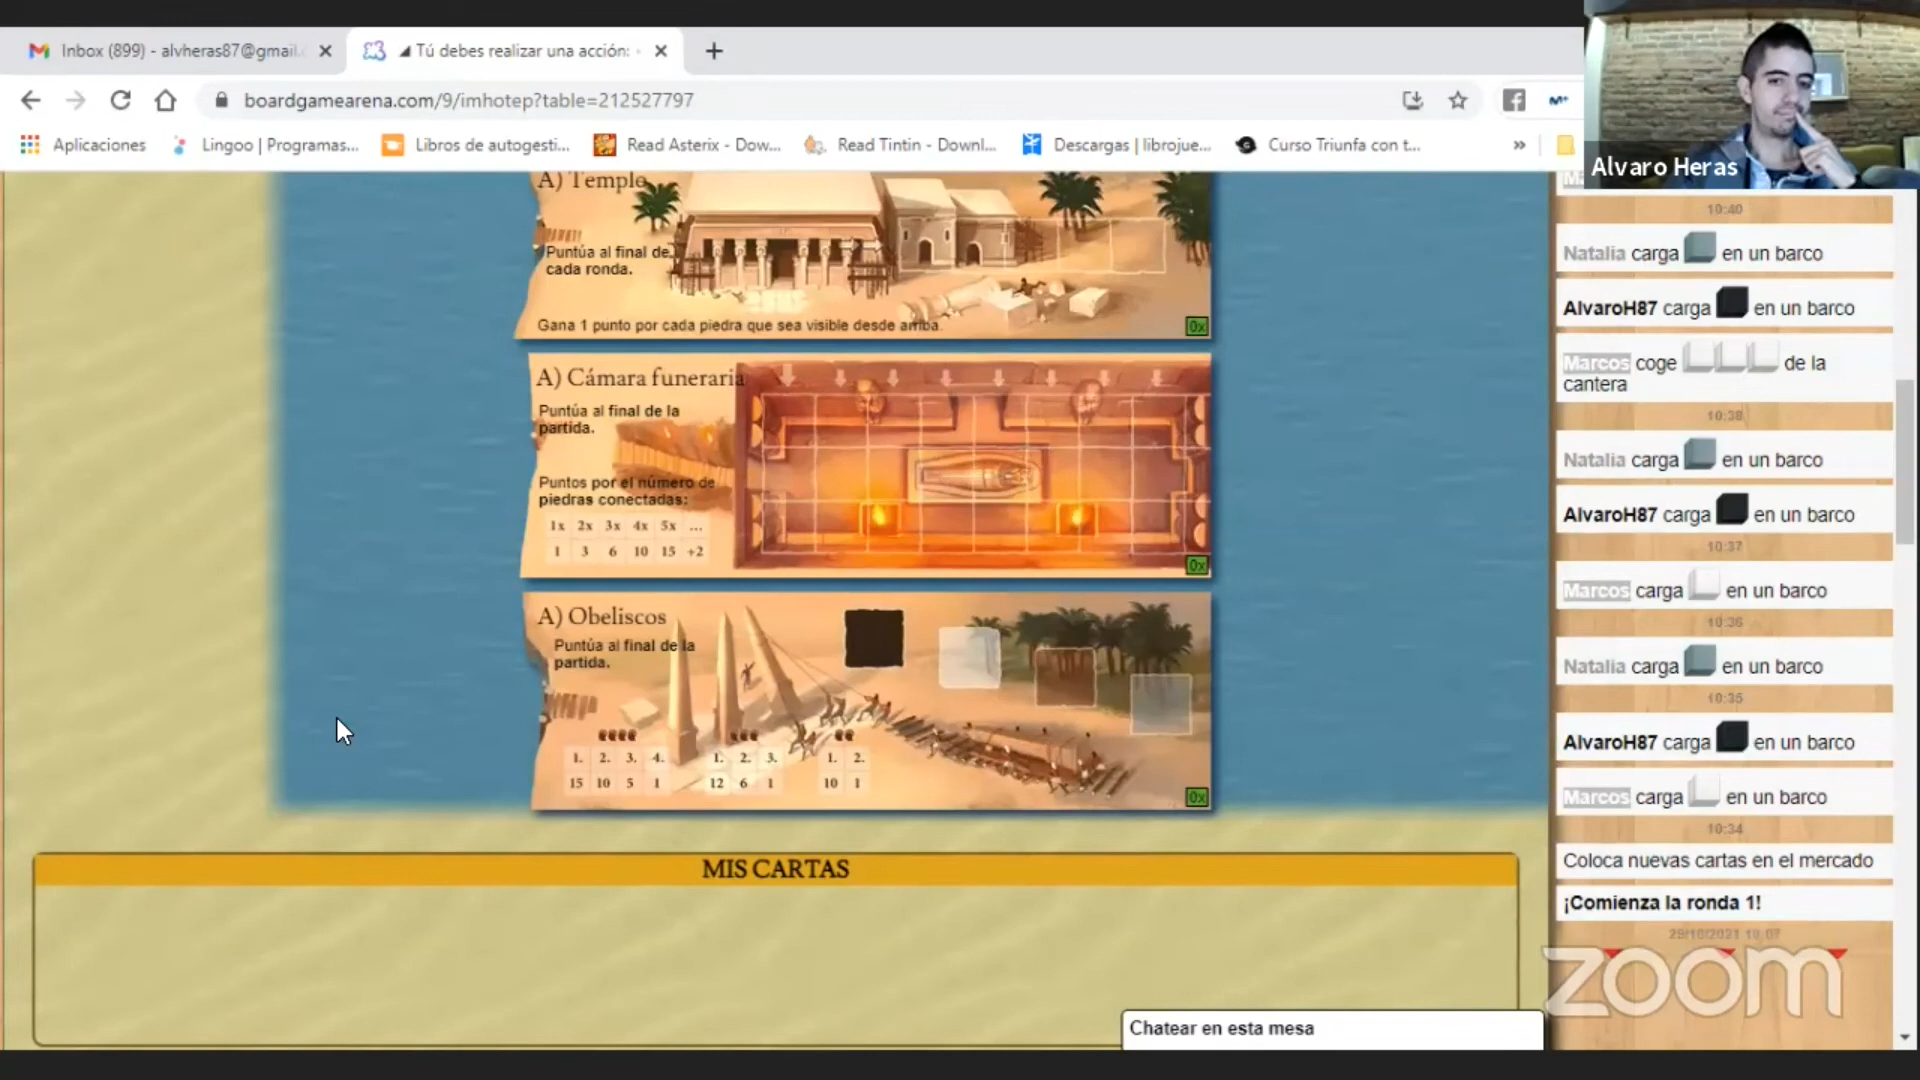 Inbox (899) - alvheras87@gmail.
Tú debes realizar una acción:
boardgamearena.com/9/imhotep?table=212527797
Aplicaciones
Lingoo | Programas...
Libros de autogesti...
Read Asterix - Dow...
Read Tintin - Downl...
Descargas | librojue...
Curso Triunfa con t...
»
Alvaro Heras
A) Templo
Puntúa al final de
cada ronda.
Gana 1 punto por cada piedra que sea visible desde arriba.
0x
A) Cámara funeraria
Puntúa al final de la
partida.
Puntos por el número de
piedras conectadas:
1x 2x 3x 4x 5x ...
1 3 6 10 15 +2
0x
A) Obeliscos
Puntúa al final de la
partida.
1. 2. 3. 4. 1. 2. 3. 1. 2.
15 10 5 1 12 6 1 10 1
0x
MIS CARTAS
Chatear en esta mesa
10:40
Natalia carga en un barco
AlvaroH87 carga en un barco
Marcos coge de la
cantera
10:38
Natalia carga en un barco
AlvaroH87 carga en un barco
10:37
Marcos carga en un barco
10:36
Natalia carga en un barco
10:35
AlvaroH87 carga en un barco
Marcos carga en un barco
10:34
Coloca nuevas cartas en el mercado
¡Comienza la ronda 1!
zoom